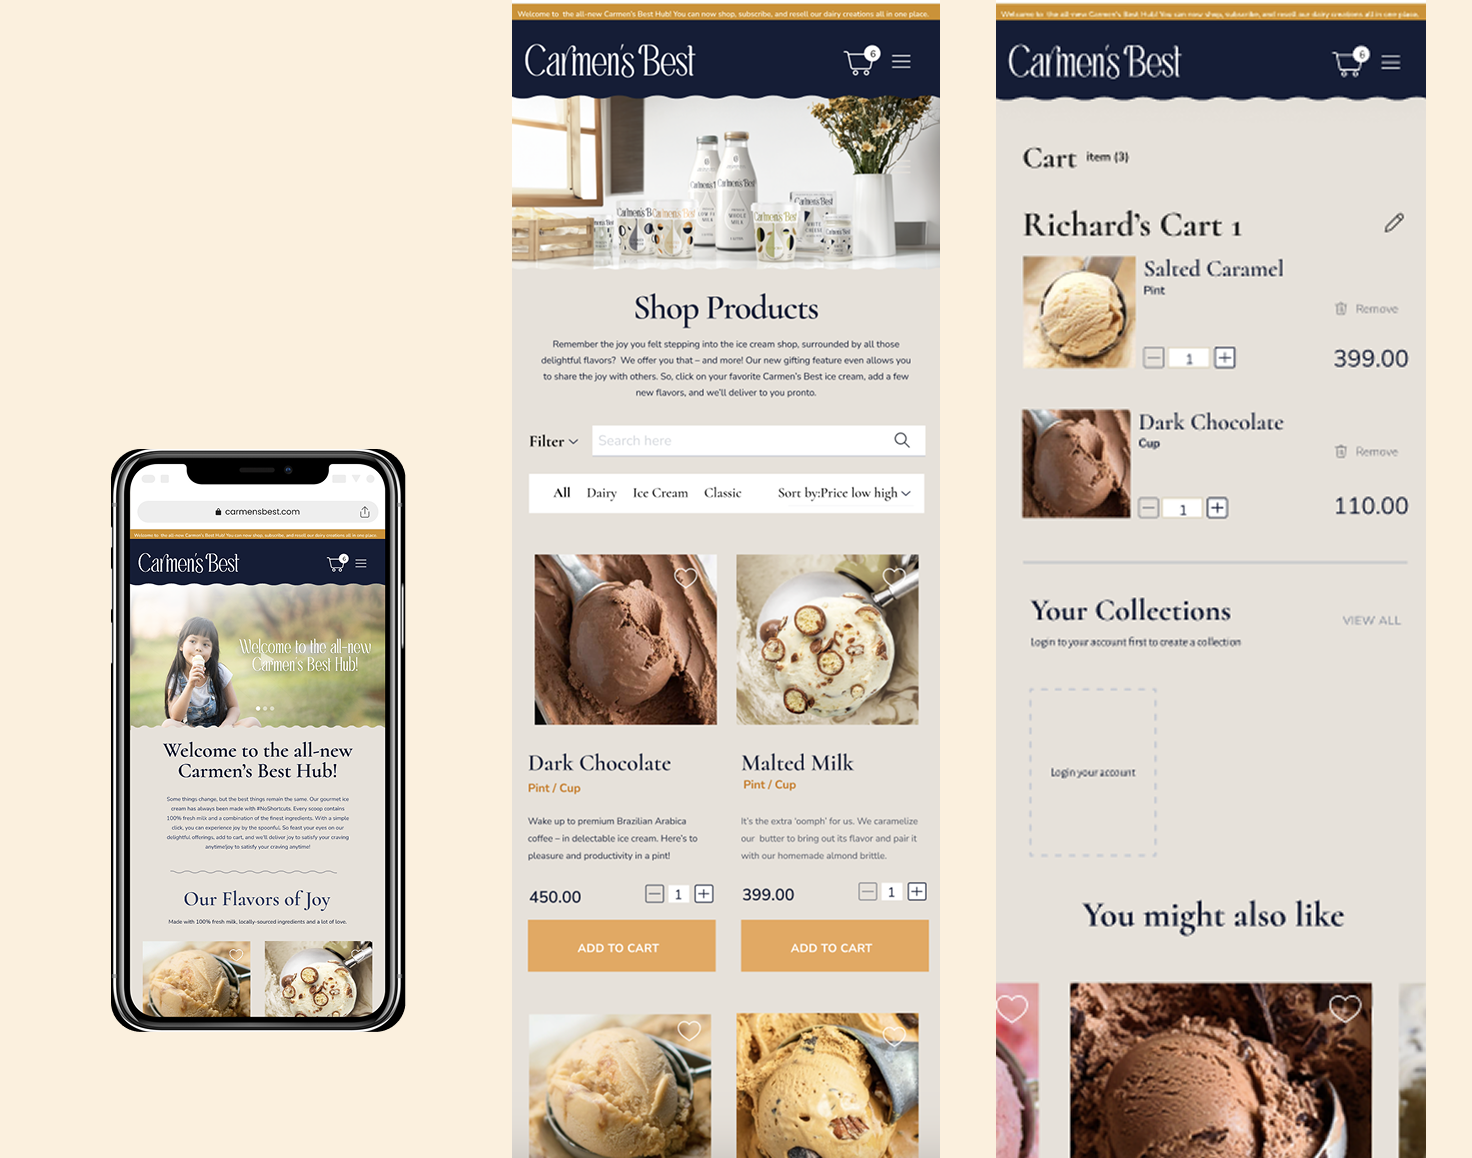 carmensbest.com
Welcome to the all-new Carmen's Best Hub! You can now shop, subscribe, and resell our dairy creations all in one place.
Carmen's Best
6
Welcome to the all-new
Carmen's Best Hub!
Welcome to the all-new
Carmen's Best Hub!
Some things change, but the best things remain the same. Our gourmet ice
cream has always been made with #NoShortcuts. Every scoop contains
100% fresh milk and a combination of the finest ingredients. With a simple
click, you can experience joy by the spoonful. So feast your eyes on our
delightful offerings, add to cart, and we'll deliver joy to satisfy your craving
anytime!joy to satisfy your craving anytime!
Our Flavors of Joy
Made with 100% fresh milk, locally-sourced ingredients and a lot of love.
Welcome to the all-new Carmen's Best Hub! You can now shop, subscribe, and resell our dairy creations all in one place.
Carmen's Best
6
Carmen's Best
WHOLE
MILK
Carmen's Best
WHITE
CHEESE
Carmen's Best
Shop Products
Remember the joy you felt stepping into the ice cream shop, surrounded by all those
delightful flavors? We offer you that – and more! Our new gifting feature even allows you
to share the joy with others. So, click on your favorite Carmen's Best ice cream, add a few
new flavors, and we'll deliver to you pronto.
Filter
Search here
All Dairy Ice Cream Classic Sort by:Price low high
Dark Chocolate
Pint / Cup
Wake up to premium Brazilian Arabica
coffee – in delectable ice cream. Here's to
pleasure and productivity in a pint!
450.00
1
ADD TO CART
Malted Milk
Pint / Cup
It's the extra 'oomph' for us. We caramelize
our butter to bring out its flavor and pair it
with our homemade almond brittle.
399.00
1
ADD TO CART
Welcome to the all-new Carmen's Best Hub! You can now shop, subscribe, and resell our dairy creations all in one place.
Carmen's Best
6
Cart item (3)
Richard's Cart 1
Salted Caramel
Pint
Remove
1
399.00
Dark Chocolate
Cup
Remove
1
110.00
Your Collections
VIEW ALL
Login to your account first to create a collection
Login your account
You might also like